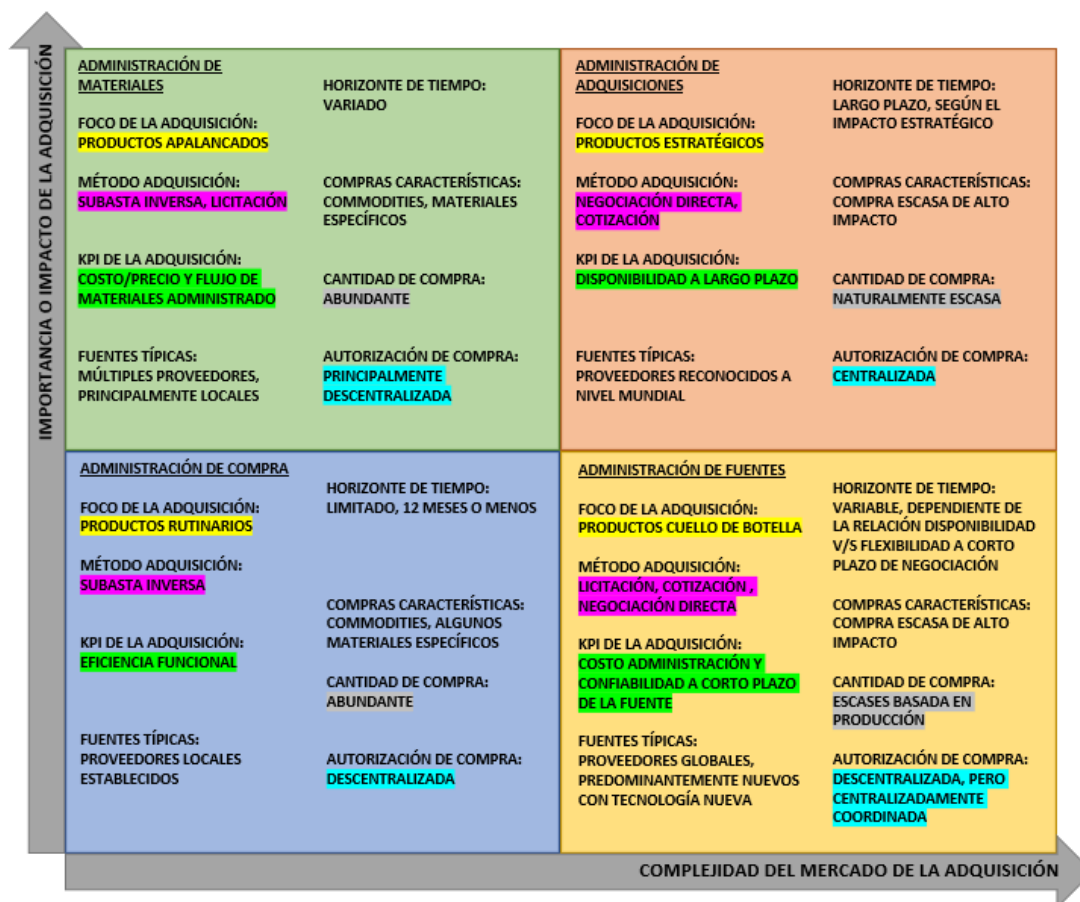 IMPORTANCIA O IMPACTO DE LA ADQUISICIÓN
ADMINISTRACIÓN DE
MATERIALES
FOCO DE LA ADQUISICIÓN:
PRODUCTOS APALANCADOS
MÉTODO ADQUISICIÓN:
SUBASTA INVERSA, LICITACIÓN
KPI DE LA ADQUISICIÓN:
COSTO/PRECIO Y FLUJO DE
MATERIALES ADMINISTRADO
FUENTES TÍPICAS:
MÚLTIPLES PROVEEDORES,
PRINCIPALMENTE LOCALES
HORIZONTE DE TIEMPO:
VARIADO
COMPRAS CARACTERÍSTICAS:
COMMODITIES, MATERIALES
ESPECÍFICOS
CANTIDAD DE COMPRA:
ABUNDANTE
AUTORIZACIÓN DE COMPRA:
PRINCIPALMENTE
DESCENTRALIZADA
ADMINISTRACIÓN DE
ADQUISICIONES
FOCO DE LA ADQUISICIÓN:
PRODUCTOS ESTRATÉGICOS
MÉTODO ADQUISICIÓN:
NEGOCIACIÓN DIRECTA,
COTIZACIÓN
KPI DE LA ADQUISICIÓN:
DISPONIBILIDAD A LARGO PLAZO
FUENTES TÍPICAS:
PROVEEDORES RECONOCIDOS A
NIVEL MUNDIAL
HORIZONTE DE TIEMPO:
LARGO PLAZO, SEGÚN EL
IMPACTO ESTRATÉGICO
COMPRAS CARACTERÍSTICAS:
COMPRA ESCASA DE ALTO
IMPACTO
CANTIDAD DE COMPRA:
NATURALMENTE ESCASA
AUTORIZACIÓN DE COMPRA:
CENTRALIZADA
ADMINISTRACIÓN DE COMPRA
FOCO DE LA ADQUISICIÓN:
PRODUCTOS RUTINARIOS
MÉTODO ADQUISICIÓN:
SUBASTA INVERSA
KPI DE LA ADQUISICIÓN:
EFICIENCIA FUNCIONAL
FUENTES TÍPICAS:
PROVEEDORES LOCALES
ESTABLECIDOS
HORIZONTE DE TIEMPO:
LIMITADO, 12 MESES O MENOS
COMPRAS CARACTERÍSTICAS:
COMMODITIES, ALGUNOS
MATERIALES ESPECÍFICOS
CANTIDAD DE COMPRA:
ABUNDANTE
AUTORIZACIÓN DE COMPRA:
DESCENTRALIZADA
ADMINISTRACIÓN DE FUENTES
FOCO DE LA ADQUISICIÓN:
PRODUCTOS CUELLO DE BOTELLA
MÉTODO ADQUISICIÓN:
LICITACIÓN, COTIZACIÓN ,
NEGOCIACIÓN DIRECTA
KPI DE LA ADQUISICIÓN:
COSTO ADMINISTRACIÓN Y
CONFIABILIDAD A CORTO PLAZO
DE LA FUENTE
FUENTES TÍPICAS:
PROVEEDORES GLOBALES,
PREDOMINANTEMENTE NUEVOS
CON TECNOLOGÍA NUEVA
HORIZONTE DE TIEMPO:
VARIABLE, DEPENDIENTE DE
LA RELACIÓN DISPONIBILIDAD
V/S FLEXIBILIDAD A CORTO
PLAZO DE NEGOCIACIÓN
COMPRAS CARACTERÍSTICAS:
COMPRA ESCASA DE ALTO
IMPACTO
CANTIDAD DE COMPRA:
ESCASES BASADA EN
PRODUCCIÓN
AUTORIZACIÓN DE COMPRA:
DESCENTRALIZADA, PERO
CENTRALIZADAMENTE
COORDINADA
COMPLEJIDAD DEL MERCADO DE LA ADQUISICIÓN